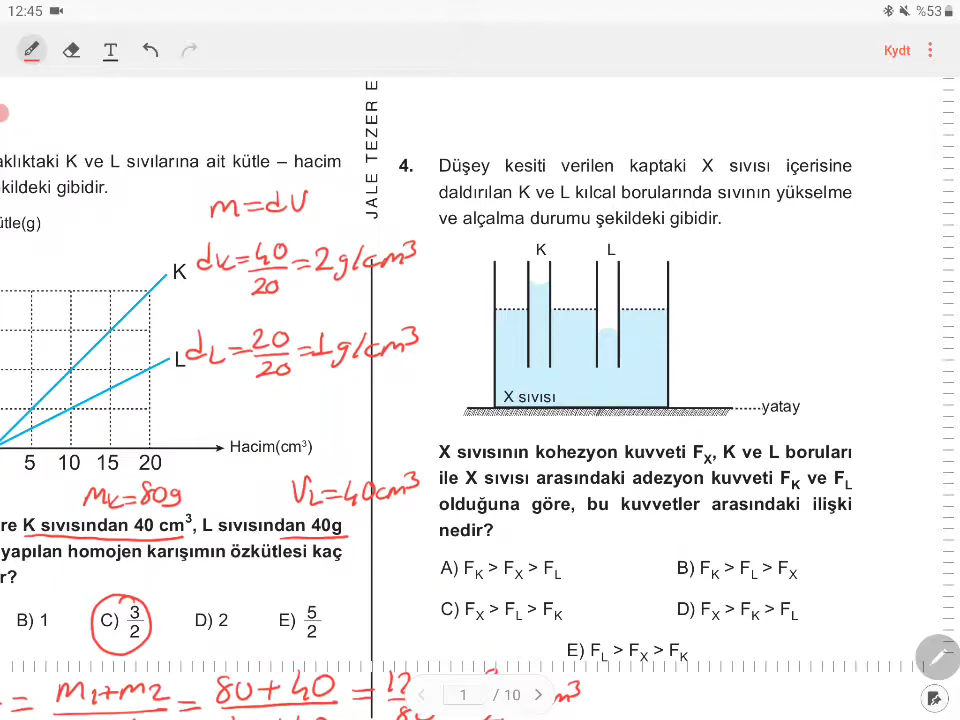 12:45
%53
T
Kydt
JALE TEZER E
aklıktaki K ve L sıvılarına ait kütle – hacim
kildeki gibidir.
ütle(g)
m=dV
K
dK=40/20=2g/cm³
L
dL=20/20=1g/cm³
Hacim(cm³)
5 10 15 20
mK=80g
VL=40cm³
re K sıvısından 40 cm³, L sıvısından 40g
yapılan homojen karışımın özkütlesi kaç
r?
B) 1 C) 3/2 D) 2 E) 5/2
= m1+m2 = 80+40 =
4. Düşey kesiti verilen kaptaki X sıvısı içerisine
daldırılan K ve L kılcal borularında sıvının yükselme
ve alçalma durumu şekildeki gibidir.
K L
X sıvısı
yatay
X sıvısının kohezyon kuvveti FX, K ve L boruları
ile X sıvısı arasındaki adezyon kuvveti FK ve FL
olduğuna göre, bu kuvvetler arasındaki ilişki
nedir?
A) FK > FX > FL B) FK > FL > FX
C) FX > FL > FK D) FX > FK > FL
E) FL > FX > FK
1 / 10